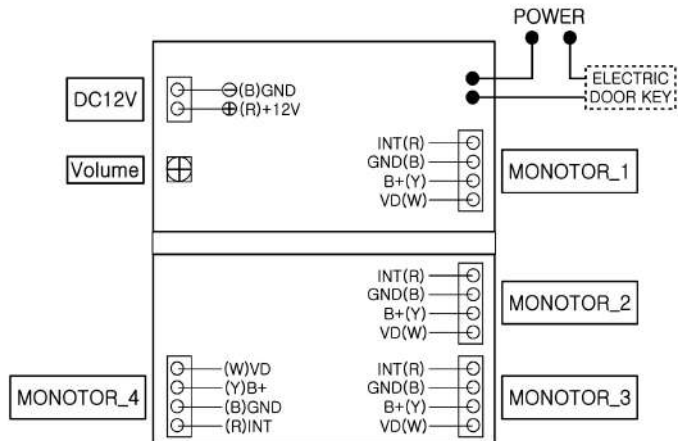 POWER
ELECTRIC
DOOR KEY
DC12V
⊖(B)GND
⊕(R)+12V
Volume
INT(R)
GND(B)
B+(Y)
VD(W)
MONOTOR_1
INT(R)
GND(B)
B+(Y)
VD(W)
MONOTOR_2
MONOTOR_4
(W)VD
(Y)B+
(B)GND
(R)INT
INT(R)
GND(B)
B+(Y)
VD(W)
MONOTOR_3